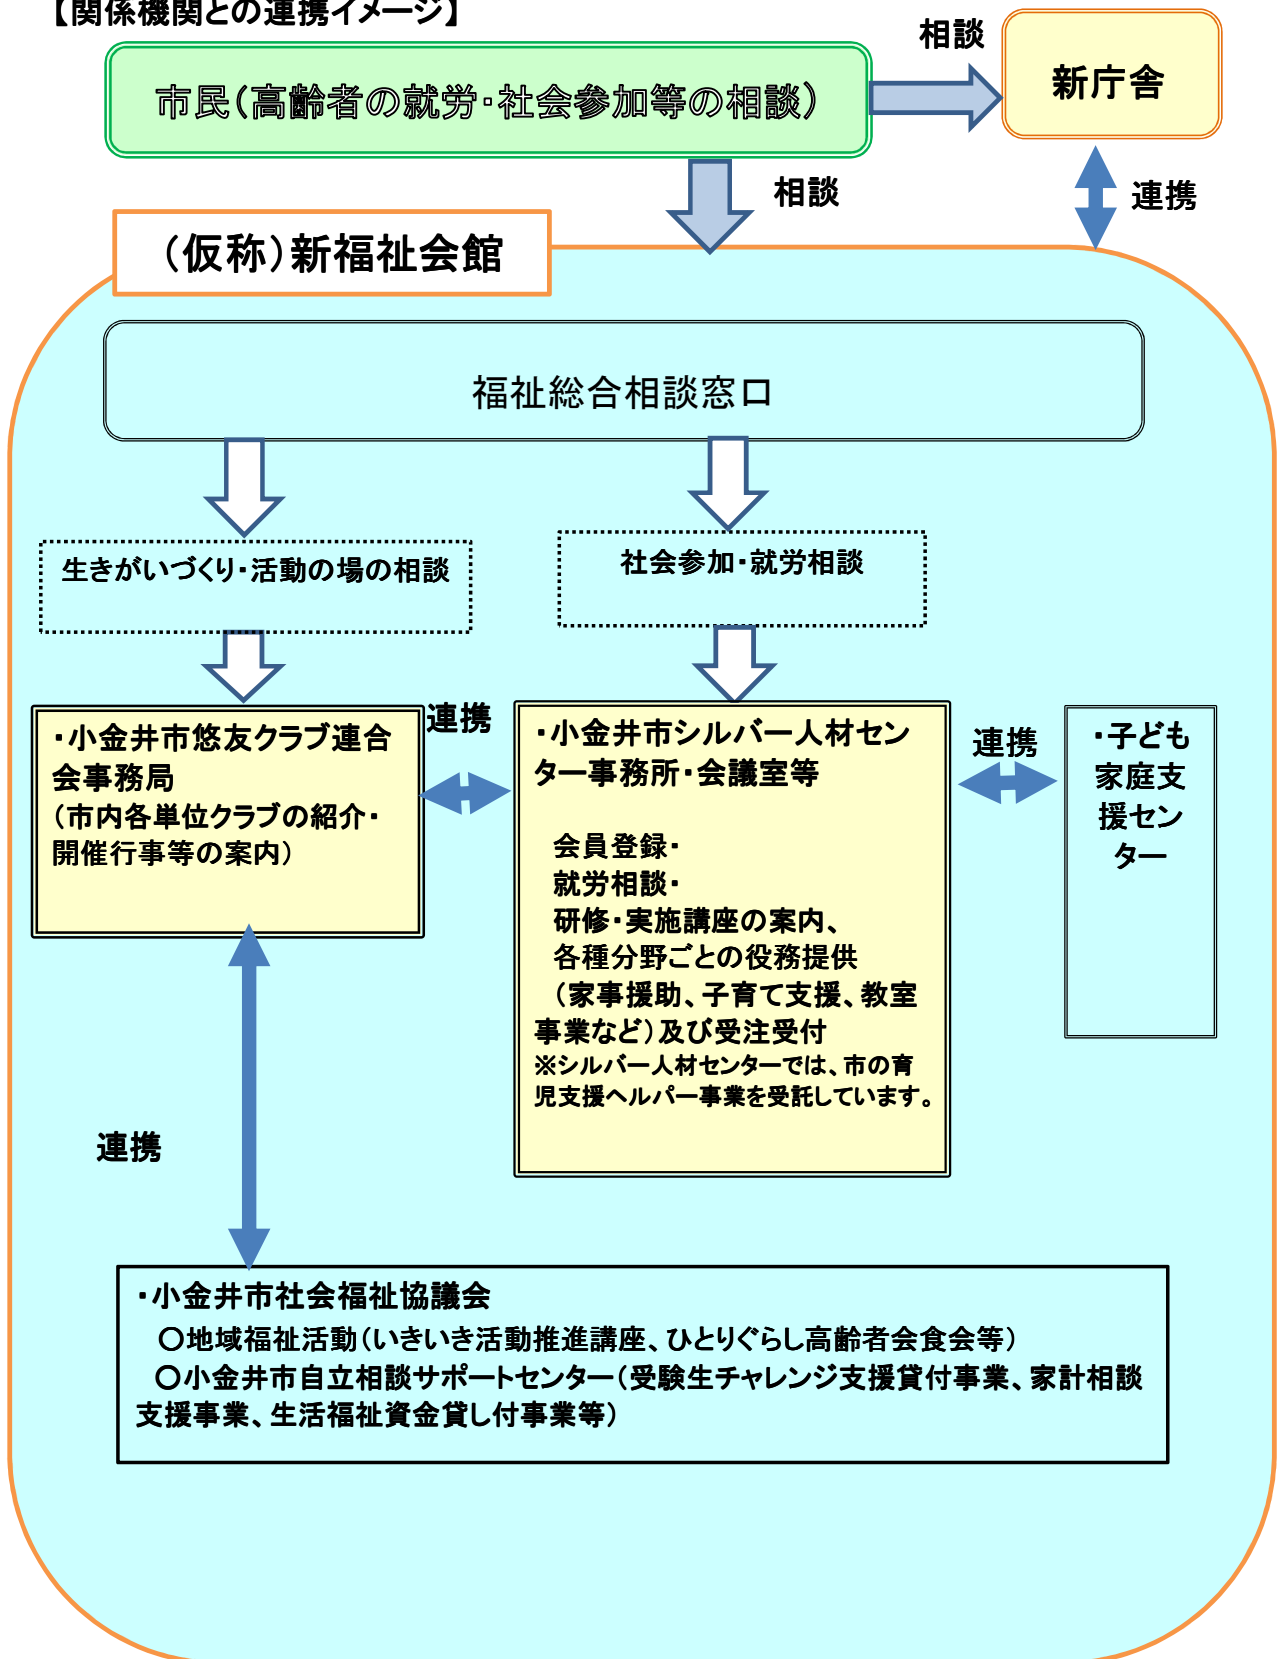 【関係機関との連携イメージ】
相談
新庁舎
市民(高齢者の就労・社会参加等の相談)
相談
連携
(仮称)新福祉会館
福祉総合相談窓口
生きがいづくり・活動の場の相談
社会参加・就労相談
・小金井市悠友クラブ連合
会事務局
(市内各単位クラブの紹介・
開催行事等の案内)
連携
・小金井市シルバー人材セン
ター事務所・会議室等
会員登録・
就労相談・
研修・実施講座の案内、
各種分野ごとの役務提供
(家事援助、子育て支援、教室
事業など)及び受注受付
※シルバー人材センターでは、市の育
児支援ヘルパー事業を受託しています。
連携
・子ども
家庭支
援セン
ター
連携
・小金井市社会福祉協議会
○地域福祉活動(いきいき活動推進講座、ひとりぐらし高齢者会食会等)
○小金井市自立相談サポートセンター(受験生チャレンジ支援貸付事業、家計相談
支援事業、生活福祉資金貸し付事業等)